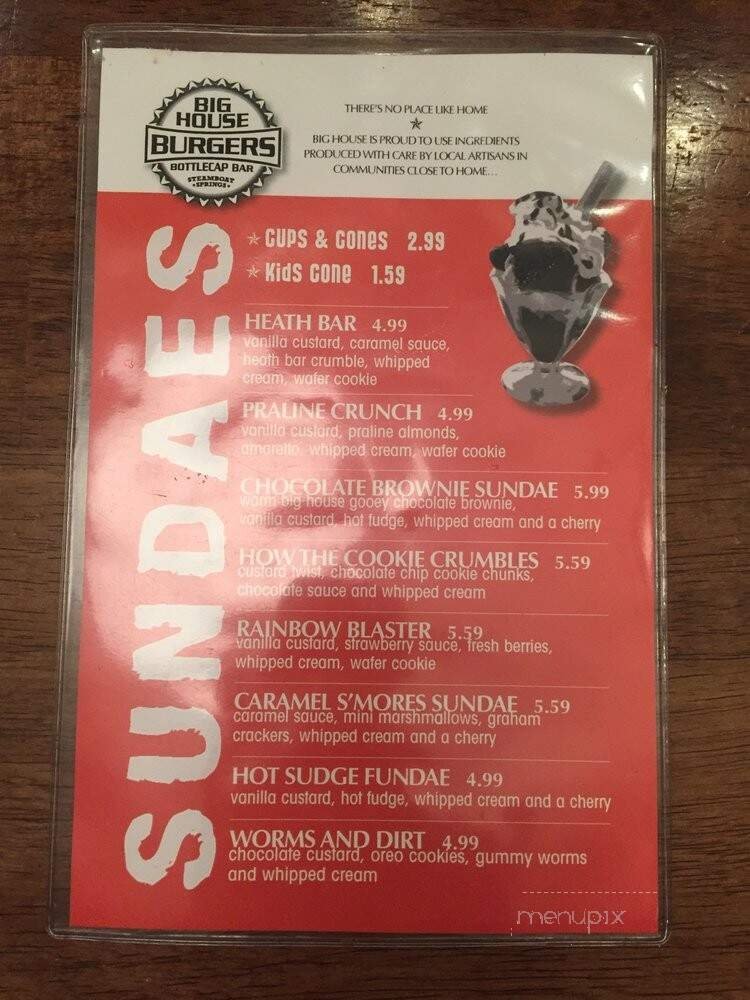 BIG
HOUSE
BURGERS
BOTTLECAP BAR
STEAMBOAT
SPRINGS
THERE'S NO PLACE LIKE HOME
BIG HOUSE IS PROUD TO USE INGREDIENTS
PRODUCED WITH CARE BY LOCAL ARTISANS IN
COMMUNITIES CLOSE TO HOME...
SUNDAES
CUPS & CONES 2.99
KIDS CONE 1.59
HEATH BAR 4.99
vanilla custard, caramel sauce,
heath bar crumble, whipped
cream, wafer cookie
PRALINE CRUNCH 4.99
vanilla custard, praline almonds,
amaretto, whipped cream, wafer cookie
CHOCOLATE BROWNIE SUNDAE 5.99
warm big house gooey chocolate brownie,
vanilla custard, hot fudge, whipped cream and a cherry
HOW THE COOKIE CRUMBLES 5.59
custard twist, chocolate chip cookie chunks,
chocolate sauce and whipped cream
RAINBOW BLASTER 5.59
vanilla custard, strawberry sauce, fresh berries,
whipped cream, wafer cookie
CARAMEL S'MORES SUNDAE 5.59
caramel sauce, mini marshmallows, graham
crackers, whipped cream and a cherry
HOT SUDGE FUNDAE 4.99
vanilla custard, hot fudge, whipped cream and a cherry
WORMS AND DIRT 4.99
chocolate custard, oreo cookies, gummy worms
and whipped cream
menupix